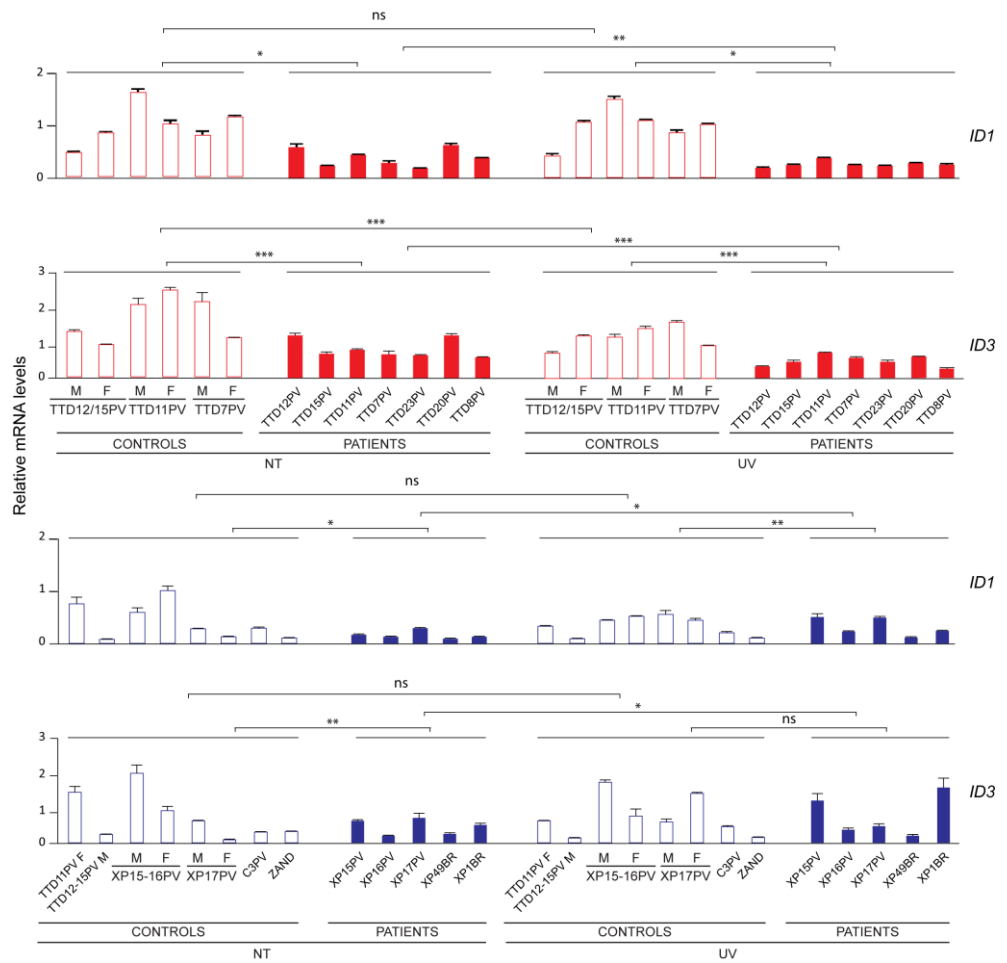 ns
**
* *
2
1
0
ID1
***
***
*** ***
3
2
1
0
ID3
M F M F M F M F M F M F
TTD12/15PV TTD11PV TTD7PV TTD12PV TTD15PV TTD11PV TTD7PV TTD23PV TTD20PV TTD8PV TTD12/15PV TTD11PV TTD7PV TTD12PV TTD15PV TTD11PV TTD7PV TTD23PV TTD20PV TTD8PV
CONTROLS PATIENTS CONTROLS PATIENTS
NT UV
Relative mRNA levels
ns
*
* **
2
1
0
ID1
ns
*
** ns
3
2
1
0
ID3
M F M F M F M F
TTD11PV F TTD12-15PV M XP15-16PV XP17PV C3PV ZAND XP15PV XP16PV XP17PV XP49BR XP1BR TTD11PV F TTD12-15PV M XP15-16PV XP17PV C3PV ZAND XP15PV XP16PV XP17PV XP49BR XP1BR
CONTROLS PATIENTS CONTROLS PATIENTS
NT UV